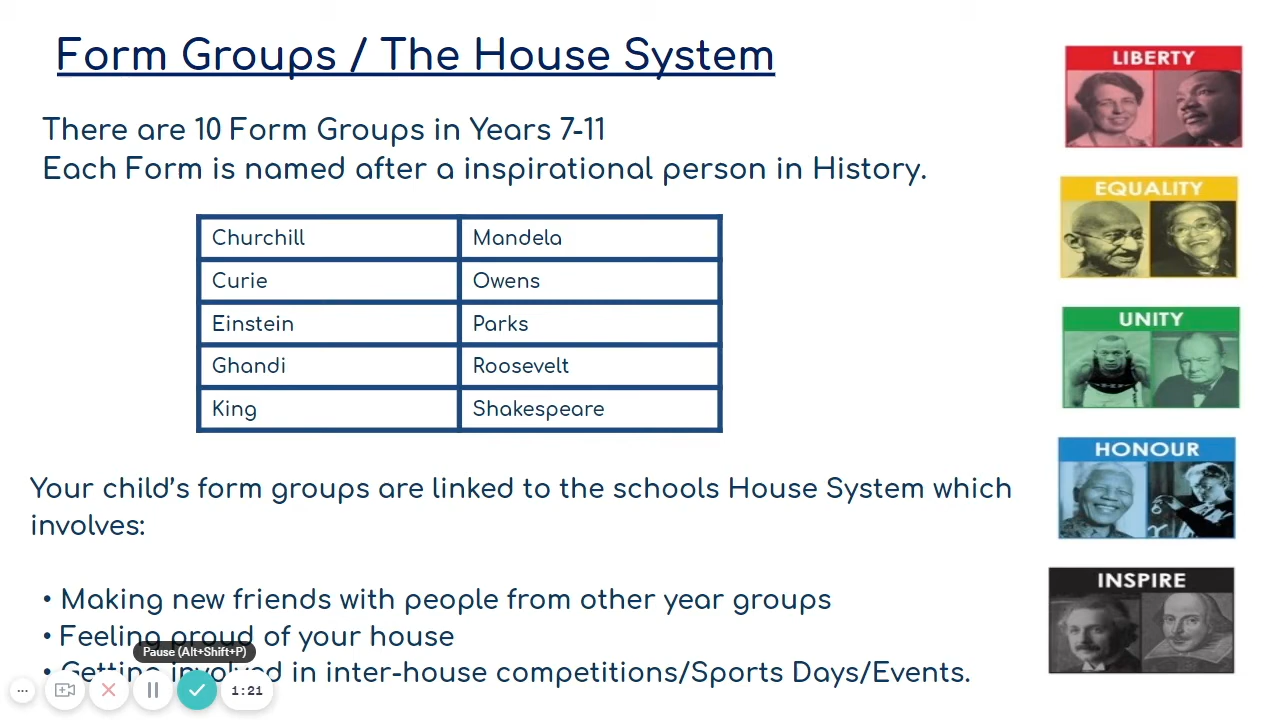 Form Groups / The House System
There are 10 Form Groups in Years 7-11
Each Form is named after a inspirational person in History.
Churchill
Mandela
Curie
Owens
Einstein
Parks
Ghandi
Roosevelt
King
Shakespeare
Your child's form groups are linked to the schools House System which
involves:
• Making new friends with people from other year groups
• Feeling proud of your house
• Getting involved in inter-house competitions/Sports Days/Events.
Pause (Alt+Shift+P)
1:21
LIBERTY
EQUALITY
UNITY
HONOUR
INSPIRE